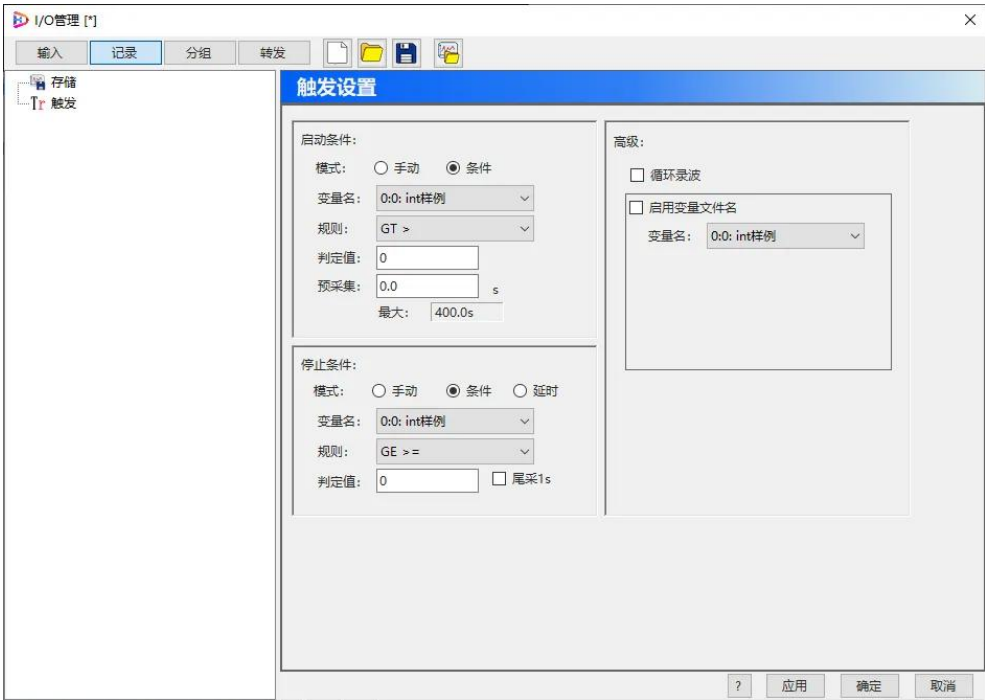 I/O管理 [*]
输入 记录 分组 转发
存储
Tr 触发
触发设置
启动条件:
模式: 手动 条件
变量名: 0:0: int样例
规则: GT >
判定值: 0
预采集: 0.0 s
最大: 400.0s
停止条件:
模式: 手动 条件 延时
变量名: 0:0: int样例
规则: GE >=
判定值: 0 尾采1s
高级:
循环录波
启用变量文件名
变量名: 0:0: int样例
? 应用 确定 取消